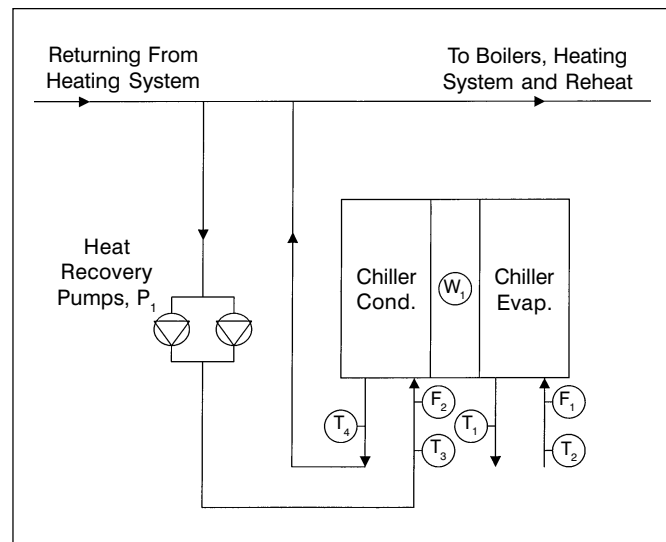 Returning From
Heating System
To Boilers, Heating
System and Reheat
Heat
Recovery
Pumps, P1
Chiller
Cond.
W1
Chiller
Evap.
F2
F1
T4
T1
T3
T2